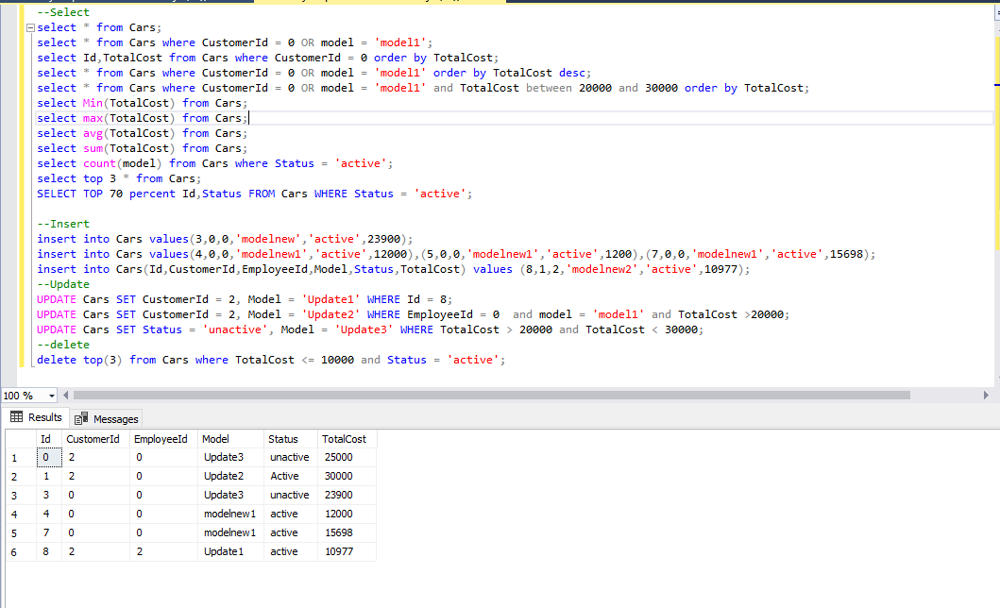 --Select
select * from Cars;
select * from Cars where CustomerId = 0 OR model = 'model1';
select Id,TotalCost from Cars where CustomerId = 0 order by TotalCost;
select * from Cars where CustomerId = 0 OR model = 'model1' order by TotalCost desc;
select * from Cars where CustomerId = 0 OR model = 'model1' and TotalCost between 20000 and 30000 order by TotalCost;
select Min(TotalCost) from Cars;
select max(TotalCost) from Cars;
select avg(TotalCost) from Cars;
select sum(TotalCost) from Cars;
select count(model) from Cars where Status = 'active';
select top 3 * from Cars;
SELECT TOP 70 percent Id,Status FROM Cars WHERE Status = 'active';
--Insert
insert into Cars values(3,0,0,'modelnew','active',23900);
insert into Cars values(4,0,0,'modelnew1','active',12000),(5,0,0,'modelnew1','active',1200),(7,0,0,'modelnew1','active',15698);
insert into Cars(Id,CustomerId,EmployeeId,Model,Status,TotalCost) values (8,1,2,'modelnew2','active',10977);
--Update
UPDATE Cars SET CustomerId = 2, Model = 'Update1' WHERE Id = 8;
UPDATE Cars SET CustomerId = 2, Model = 'Update2' WHERE EmployeeId = 0  and model = 'model1' and TotalCost >20000;
UPDATE Cars SET Status = 'unactive', Model = 'Update3' WHERE TotalCost > 20000 and TotalCost < 30000;
--delete
delete top(3) from Cars where TotalCost <= 10000 and Status = 'active';
100 %
Results Messages
Id CustomerId EmployeeId Model Status TotalCost
1 0 2 0 Update3 unactive 25000
2 1 2 0 Update2 Active 30000
3 3 0 0 Update3 unactive 23900
4 4 0 0 modelnew1 active 12000
5 7 0 0 modelnew1 active 15698
6 8 2 2 Update1 active 10977